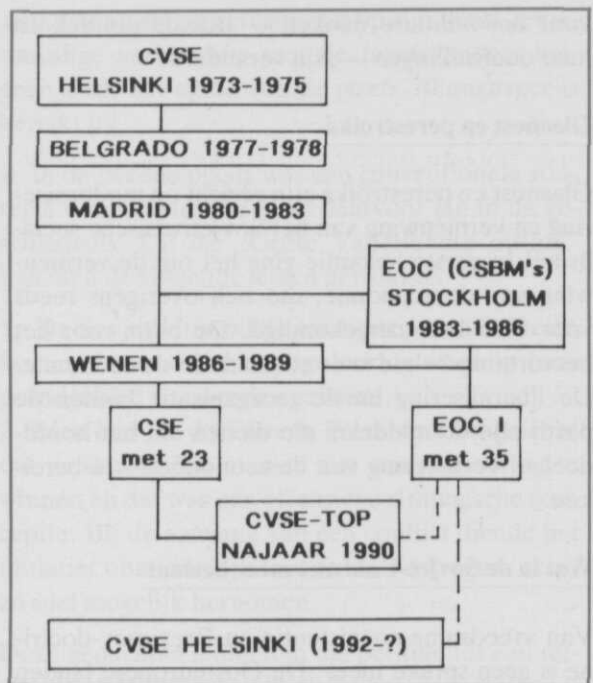 CVSE
HELSINKI 1973-1975
BELGRADO 1977-1978
MADRID 1980-1983
EOC (CSBM's)
STOCKHOLM
1983-1986
WENEN 1986-1989
CSE
met 23
EOC I
met 35
CVSE-TOP
NAJAAR 1990
CVSE HELSINKI (1992-?)